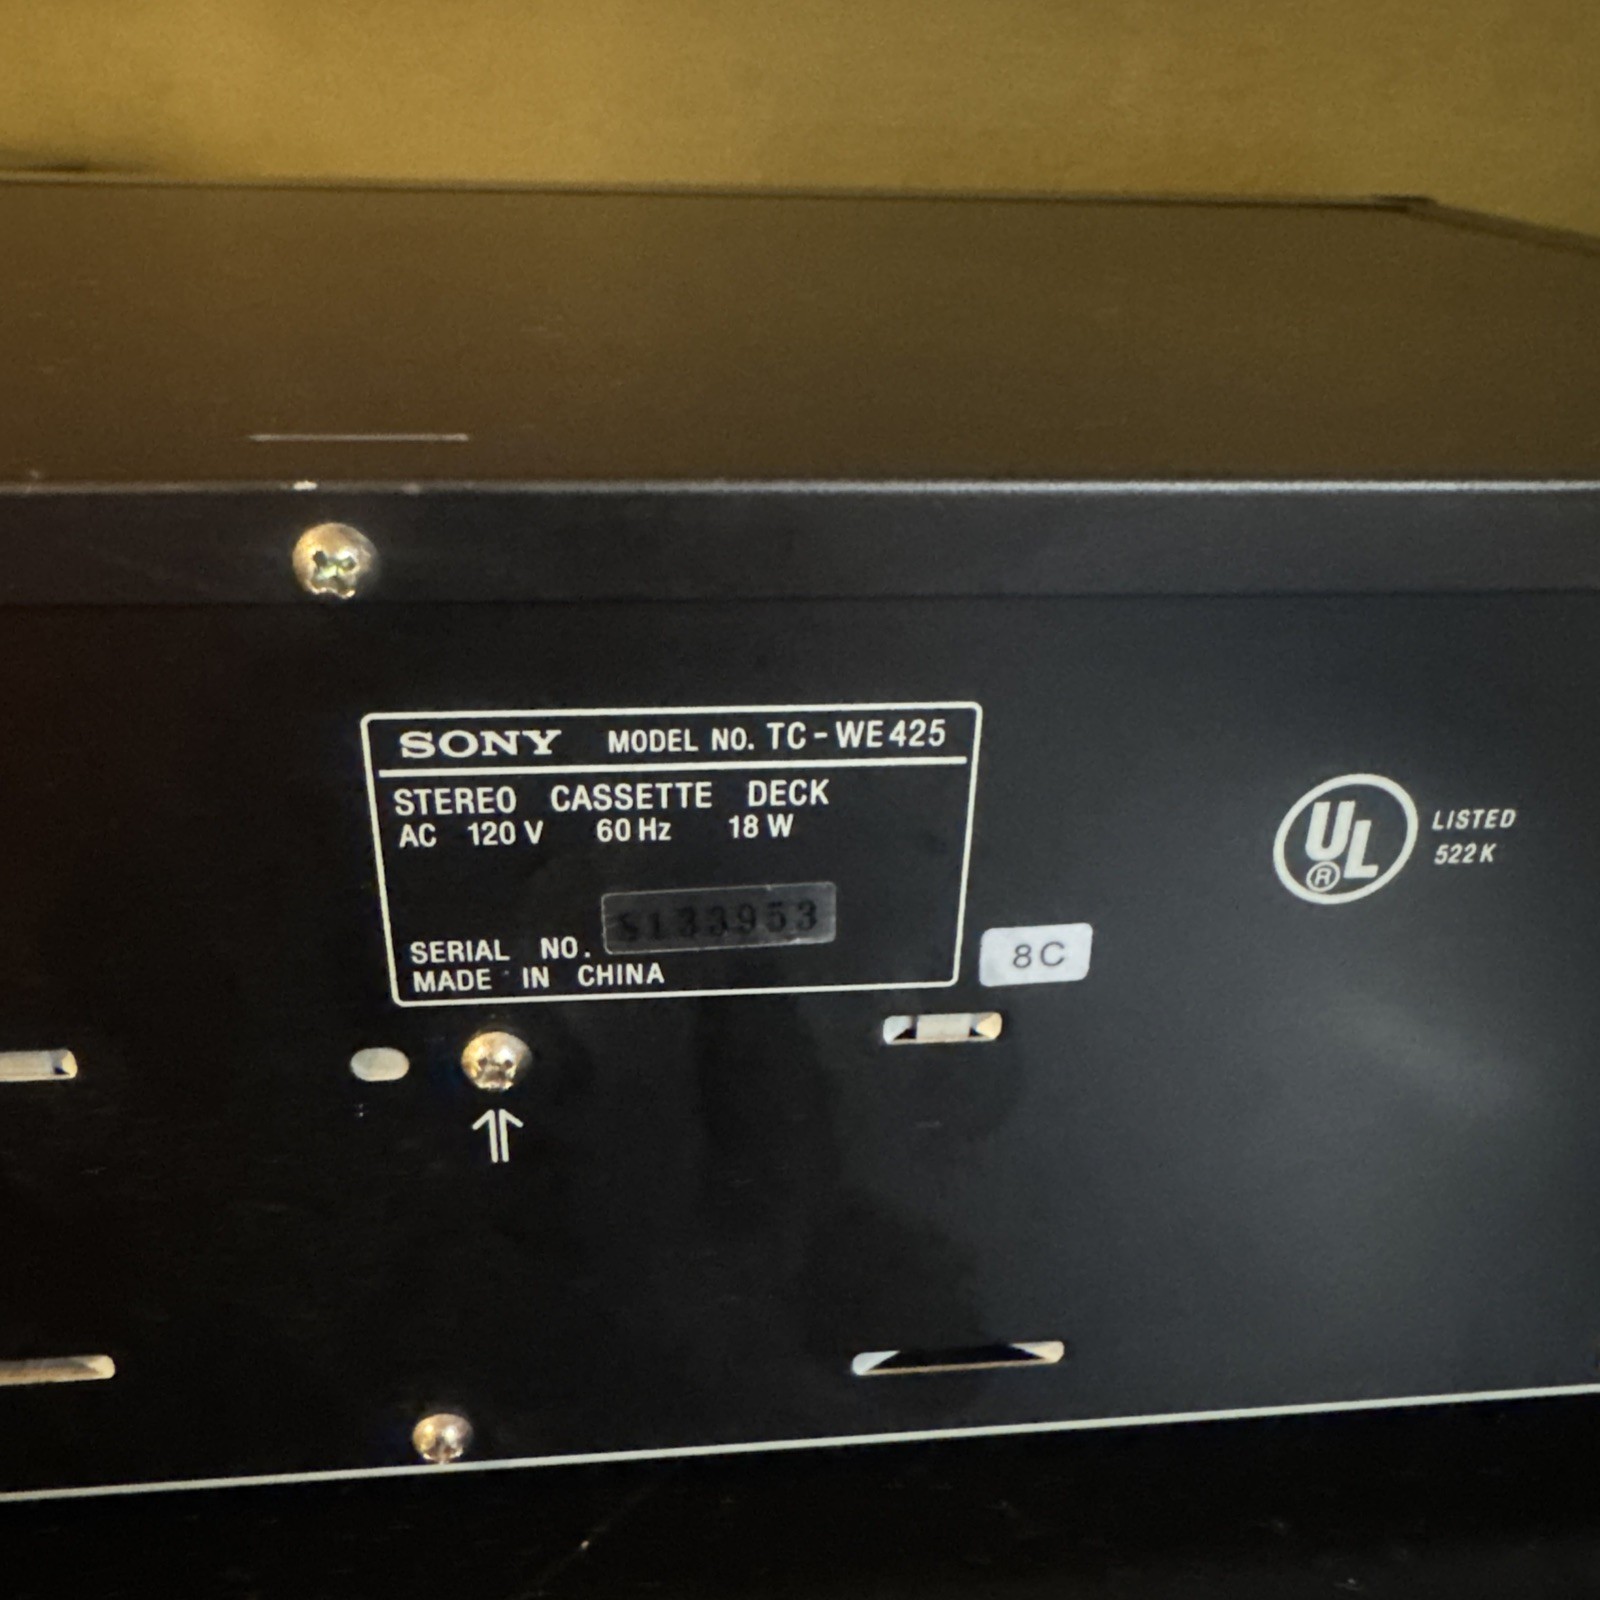 SONY MODEL NO. TC-WE425
STEREO CASSETTE DECK
AC 120 V 60 Hz 18 W
SERIAL NO.
MADE IN CHINA
8C
UL ® LISTED
522K